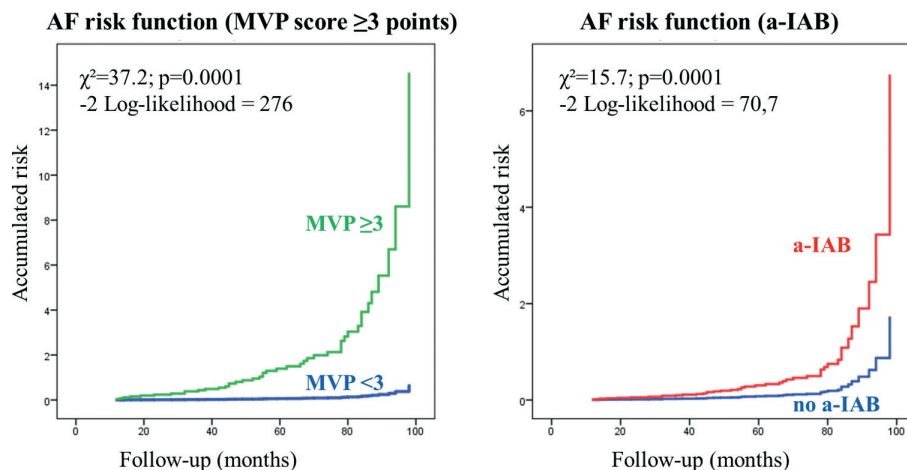 AF risk function (MVP score ≥3 points)
χ²=37.2; p=0.0001
-2 Log-likelihood = 276
14
12
10
8
6
4
2
0
Accumulated risk
MVP ≥3
MVP <3
0 20 40 60 80 100
Follow-up (months)
AF risk function (a-IAB)
χ²=15.7; p=0.0001
-2 Log-likelihood = 70,7
6
4
2
0
Accumulated risk
a-IAB
no a-IAB
0 20 40 60 80 100
Follow-up (months)